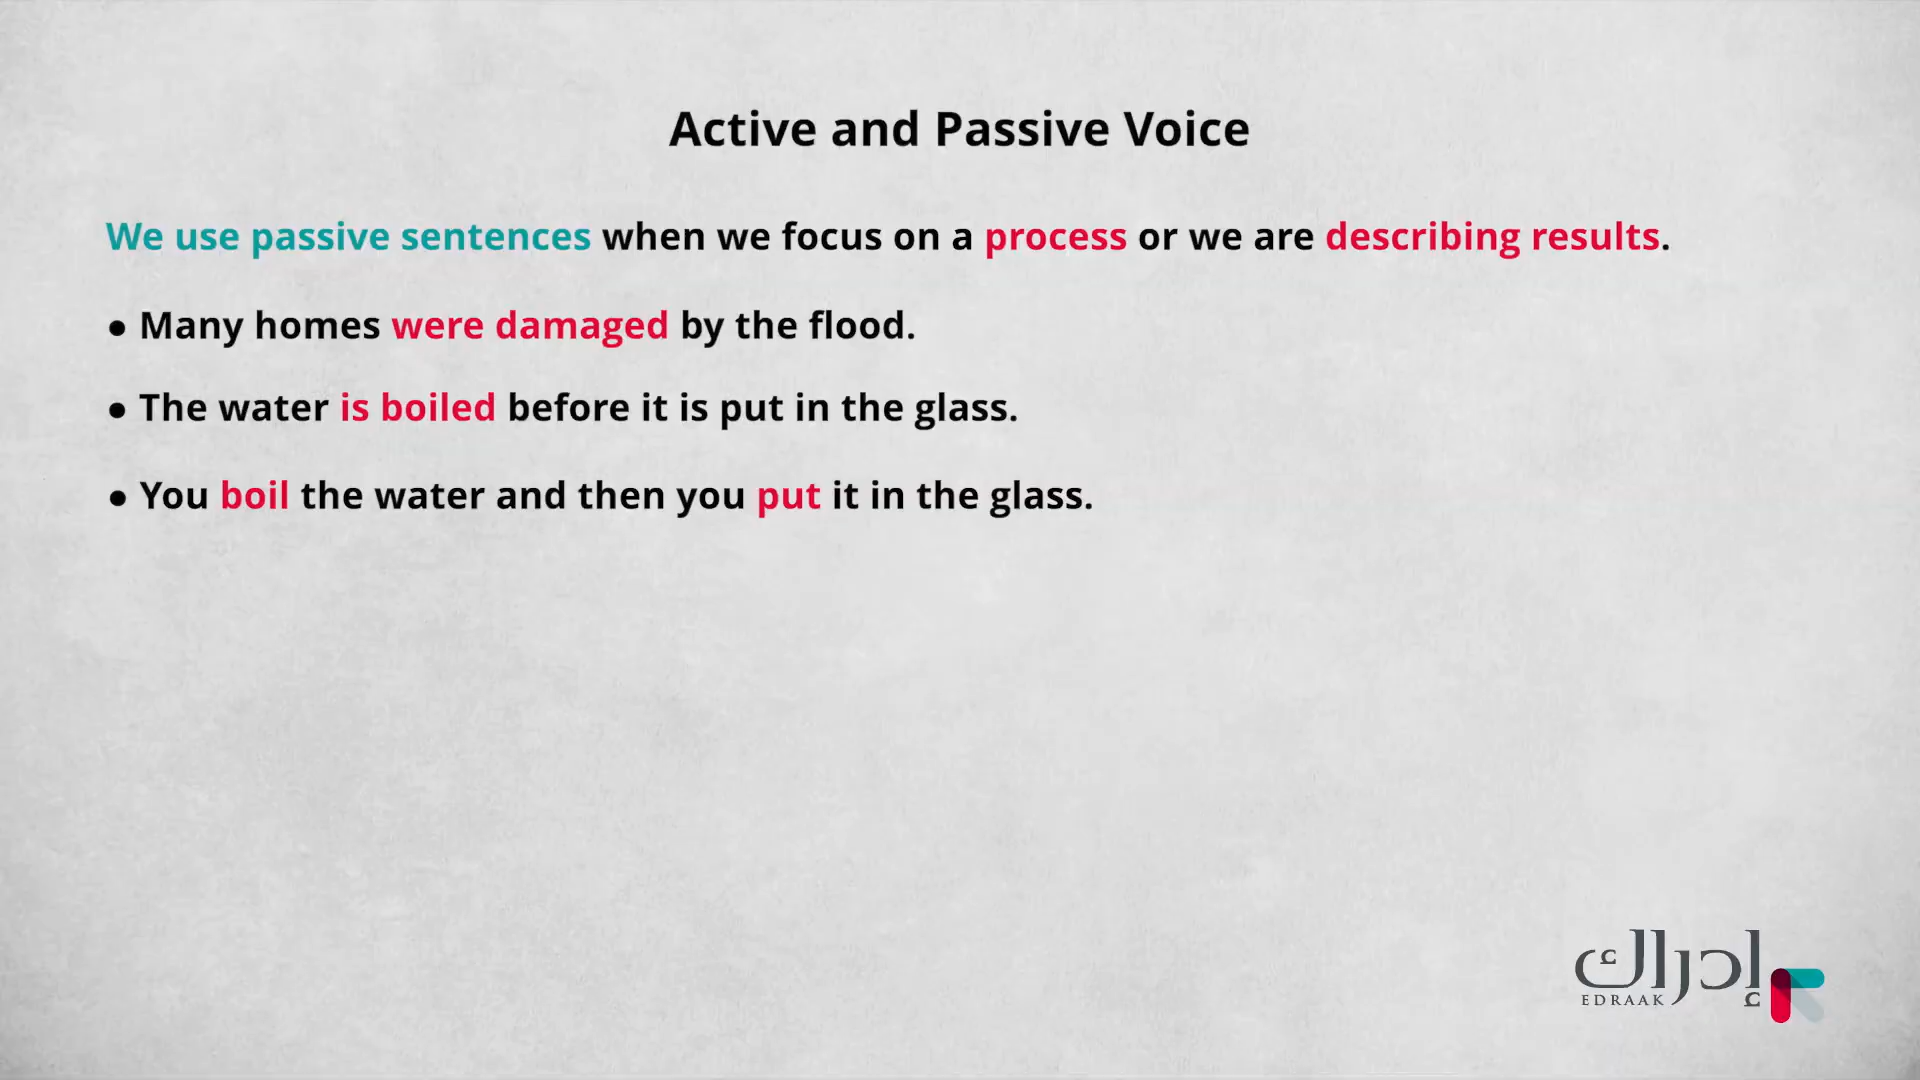 Active and Passive Voice
We use passive sentences when we focus on a process or we are describing results.
● Many homes were damaged by the flood.
● The water is boiled before it is put in the glass.
● You boil the water and then you put it in the glass.
إدراك
EDRAAK